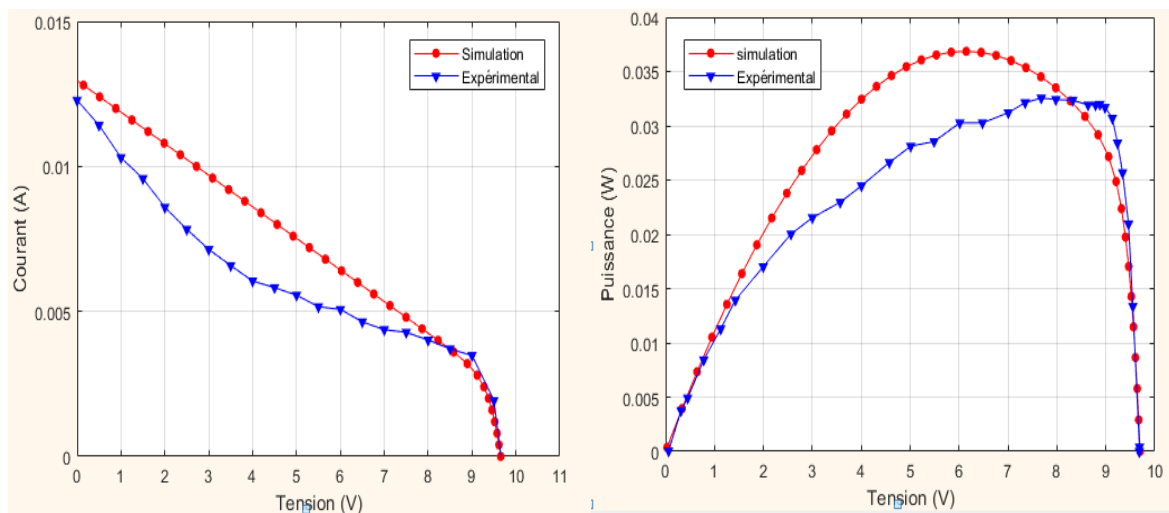 0.015
0.01
0.005
0
Courant (A)
Simulation
Expérimental
0 1 2 3 4 5 6 7 8 9 10 11
Tension (V)
0.04
0.035
0.03
0.025
0.02
0.015
0.01
0.005
0
Puissance (W)
simulation
Expérimental
0 1 2 3 4 5 6 7 8 9 10
Tension (V)